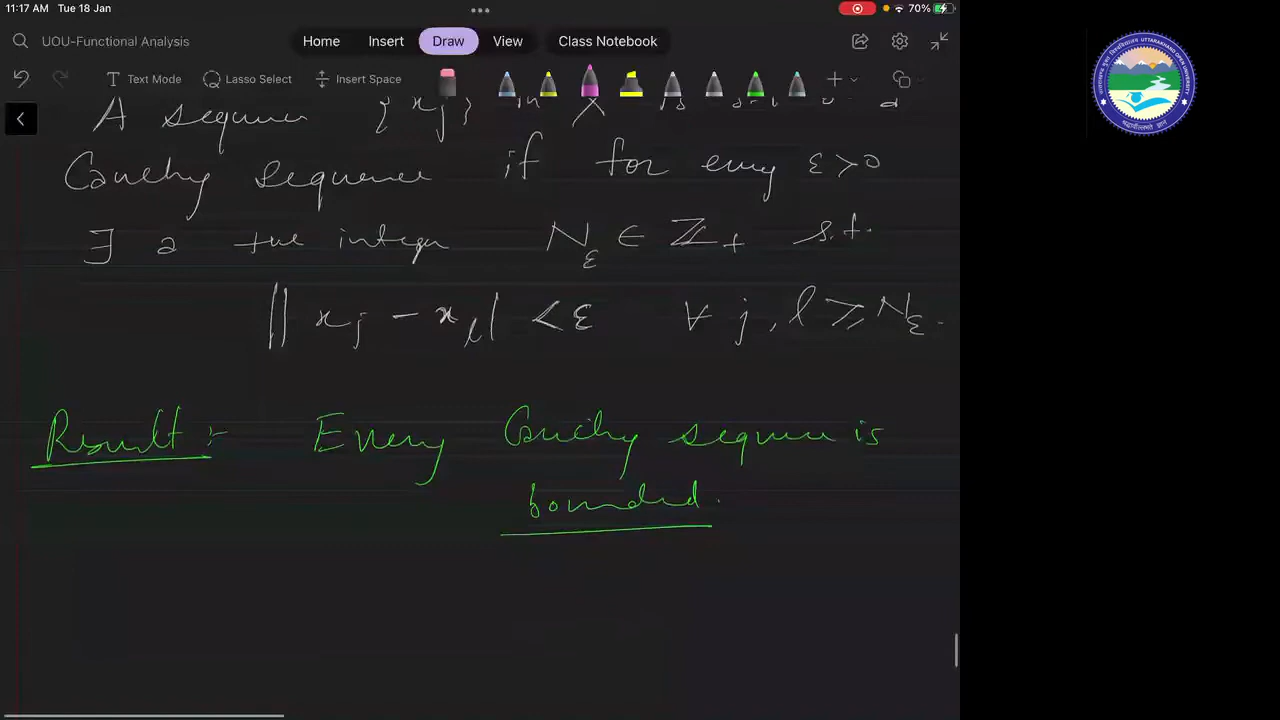 11:17 AM Tue 18 Jan
70%
UOU-Functional Analysis
Home Insert Draw View Class Notebook
Text Mode Lasso Select Insert Space
A sequence {xj} in X is
Cauchy sequence if for every ε>0
∃ a +ve integer Nε ∈ ℤ+ s.t.
|| xj - xl| <ε ∀ j, l ≥ Nε.
Result:- Every Cauchy sequence is
bounded.